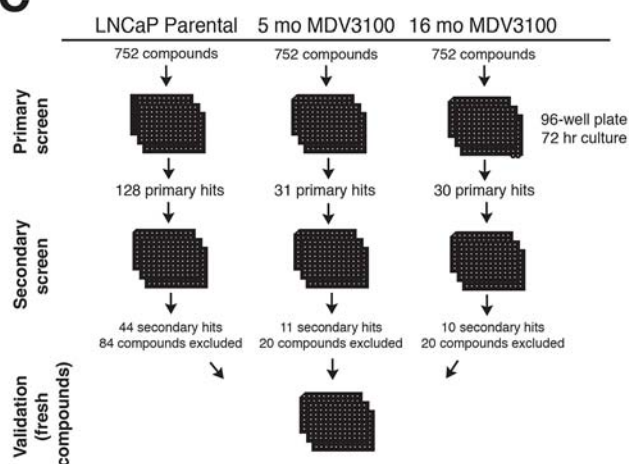 C
LNCaP Parental 5 mo MDV3100 16 mo MDV3100
752 compounds 752 compounds 752 compounds
Primary
screen
96-well plate
72 hr culture
128 primary hits 31 primary hits 30 primary hits
Secondary
screen
44 secondary hits 11 secondary hits 10 secondary hits
84 compounds excluded 20 compounds excluded 20 compounds excluded
Validation
(fresh
compounds)